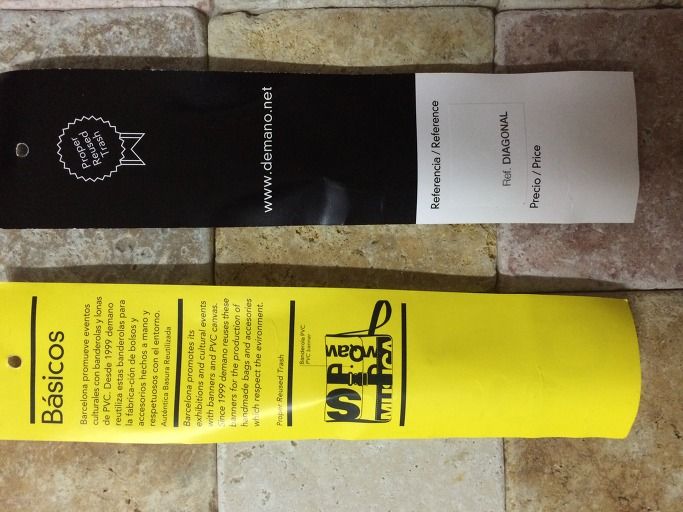 Proper
Reused
Trash
www.demano.net
Referencia / Reference
Ref. DIAGONAL
Precio / Price
Básicos
Barcelona promueve eventos
culturales con banderolas y lonas
de PVC. Desde 1999 demano
reutiliza estas banderolas para
la fabrica-ción de bolsos y
accesorios hechos a mano y
respetuosos con el entorno.
Auténtica Basura Reutilizada
Barcelona promotes its
exhibitions and cultural events
with banners and PVC canvas.
Since 1999 demano reuses these
banners for the production of
handmade bags and accesories
which respect the evironment.
Proper Reused Trash
Banderola PVC
PVC banner